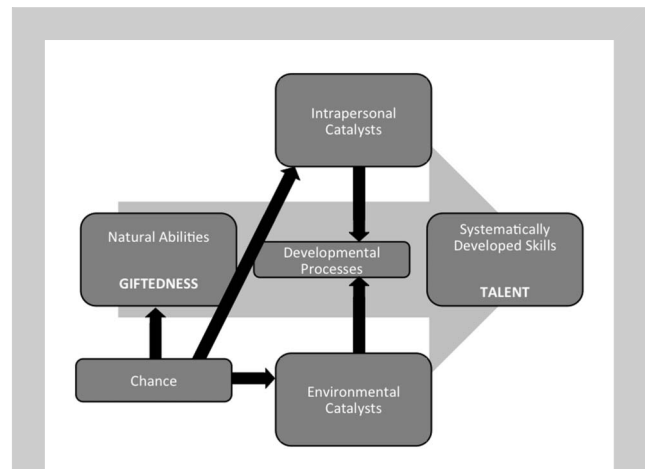 Intrapersonal
Catalysts
Natural Abilities
GIFTEDNESS
Developmental
Processes
Systematically
Developed Skills
TALENT
Chance
Environmental
Catalysts